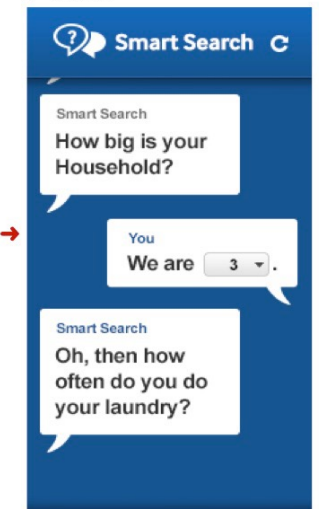 Smart Search
Smart Search
How big is your
Household?
You
We are 3 .
Smart Search
Oh, then how
often do you do
your laundry?